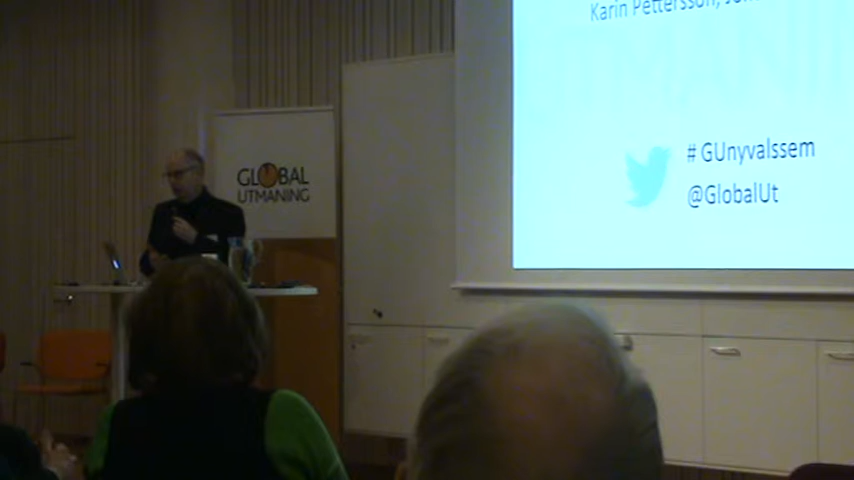 Karin Pettersson,
# GUnyvalssem
@GlobalUt
GLOBAL
UTMANING